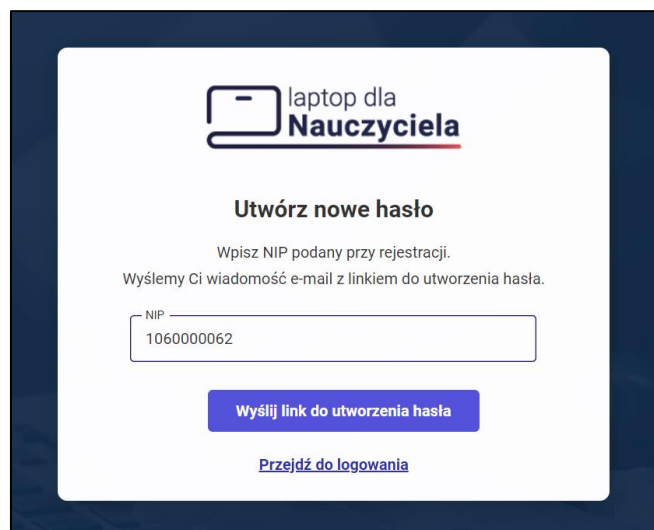 laptop dla
Nauczyciela
Utwórz nowe hasło
Wpisz NIP podany przy rejestracji.
Wyślemy Ci wiadomość e-mail z linkiem do utworzenia hasła.
NIP
1060000062
Wyślij link do utworzenia hasła
Przejdź do logowania